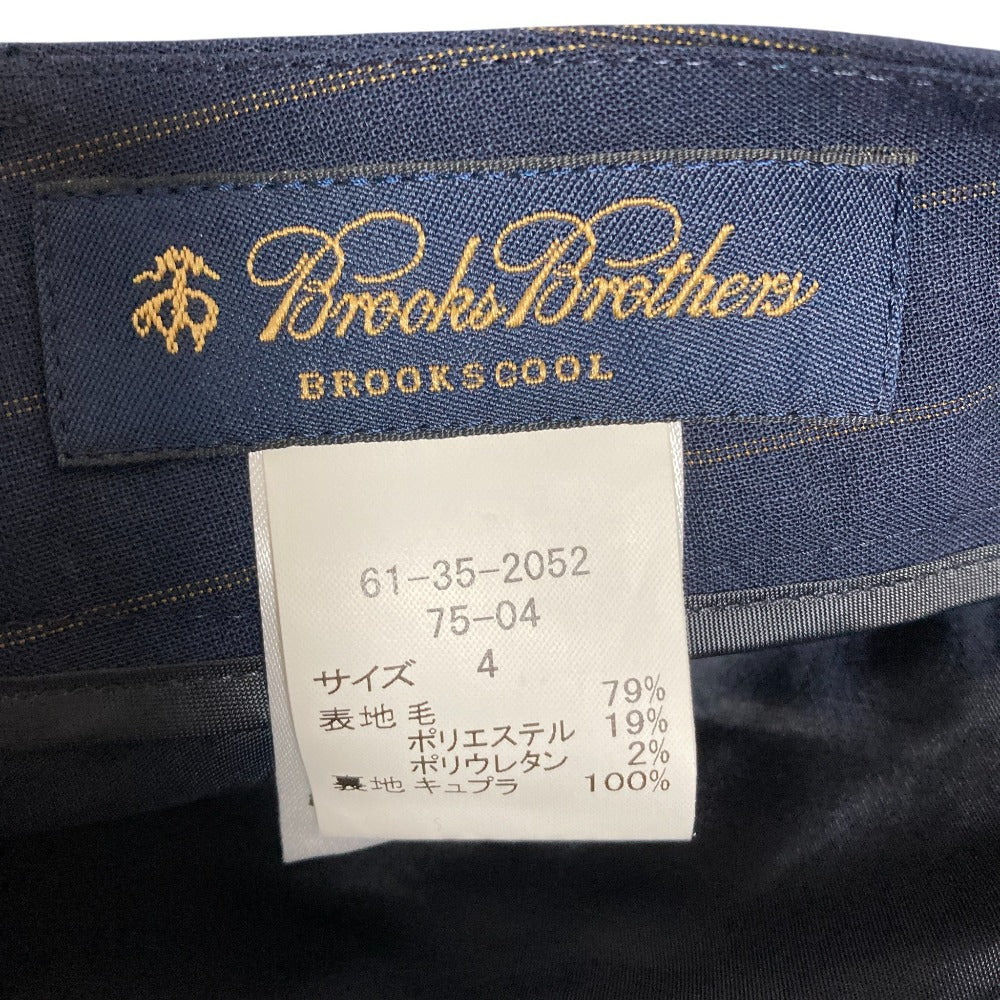 Brooks Brothers
BROOKSCOOL
61-35-2052
75-04
サイズ 4
表地 毛 79%
ポリエステル 19%
ポリウレタン 2%
裏地 キュプラ 100%